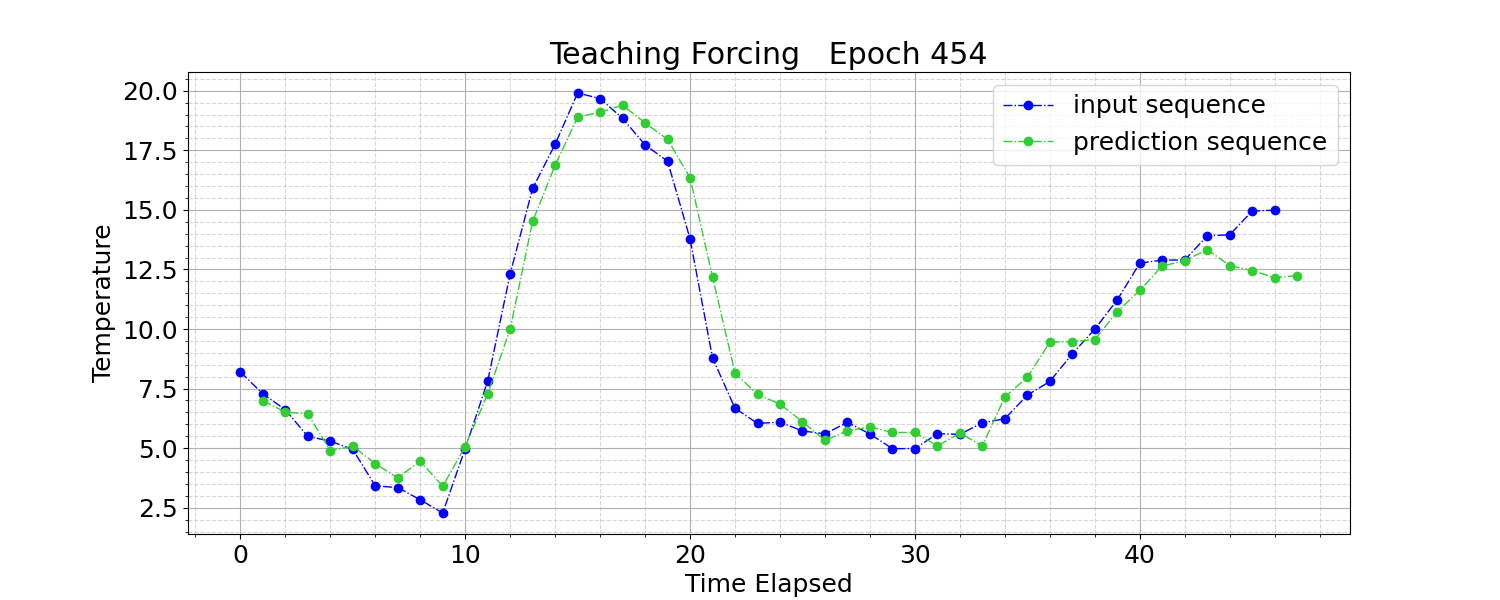 Teaching Forcing   Epoch 454
input sequence
prediction sequence
Temperature
20.0
17.5
15.0
12.5
10.0
7.5
5.0
2.5
0 10 20 30 40
Time Elapsed